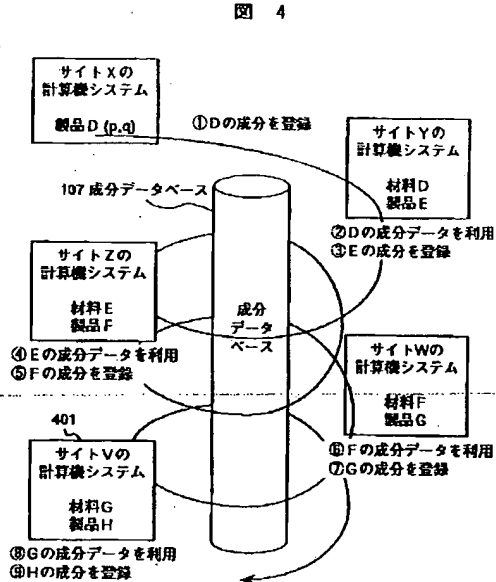 図 4
サイトXの
計算機システム
製品D (p,q)
①Dの成分を登録
サイトYの
計算機システム
材料D
製品E
107 成分データベース
②Dの成分データを利用
③Eの成分を登録
サイトZの
計算機システム
材料E
製品F
成分
データ
ベース
④Eの成分データを利用
⑤Fの成分を登録
サイトWの
計算機システム
材料F
製品G
401
サイトVの
計算機システム
材料G
製品H
⑥Fの成分データを利用
⑦Gの成分を登録
⑧Gの成分データを利用
⑨Hの成分を登録